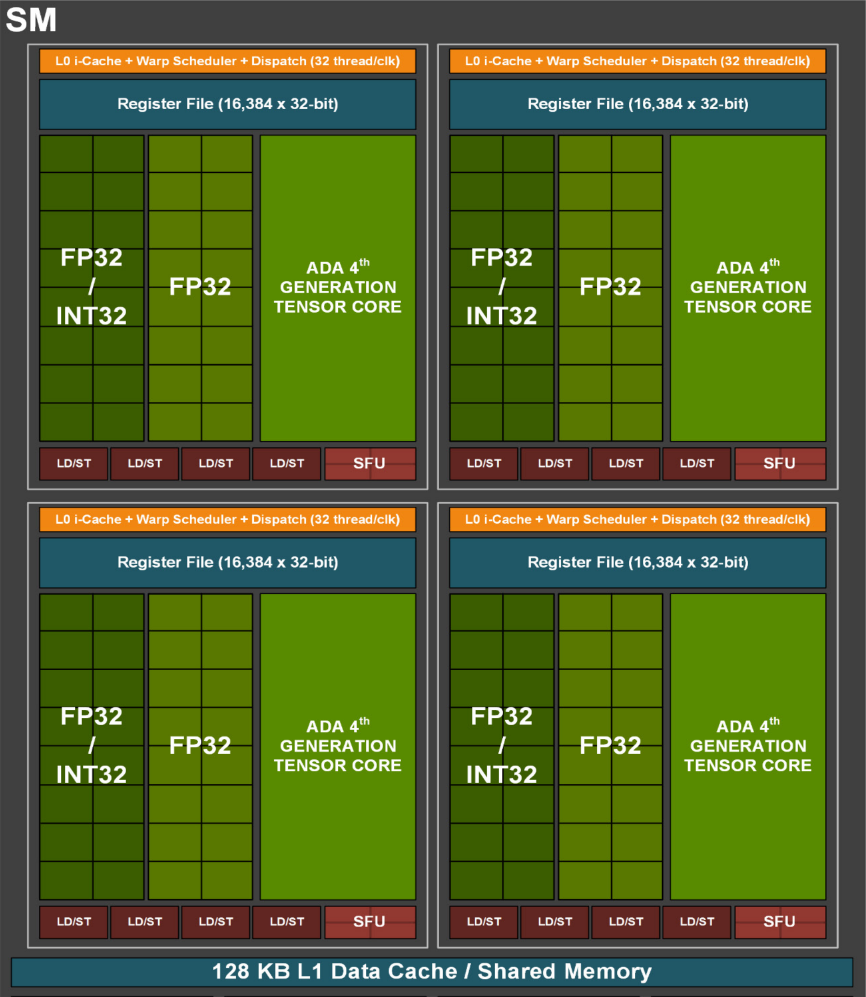 SM
L0 i-Cache + Warp Scheduler + Dispatch (32 thread/clk)
Register File (16,384 x 32-bit)
FP32
/
INT32
FP32
ADA 4th
GENERATION
TENSOR CORE
LD/ST
LD/ST
LD/ST
LD/ST
SFU
L0 i-Cache + Warp Scheduler + Dispatch (32 thread/clk)
Register File (16,384 x 32-bit)
FP32
/
INT32
FP32
ADA 4th
GENERATION
TENSOR CORE
LD/ST
LD/ST
LD/ST
LD/ST
SFU
L0 i-Cache + Warp Scheduler + Dispatch (32 thread/clk)
Register File (16,384 x 32-bit)
FP32
/
INT32
FP32
ADA 4th
GENERATION
TENSOR CORE
LD/ST
LD/ST
LD/ST
LD/ST
SFU
L0 i-Cache + Warp Scheduler + Dispatch (32 thread/clk)
Register File (16,384 x 32-bit)
FP32
/
INT32
FP32
ADA 4th
GENERATION
TENSOR CORE
LD/ST
LD/ST
LD/ST
LD/ST
SFU
128 KB L1 Data Cache / Shared Memory